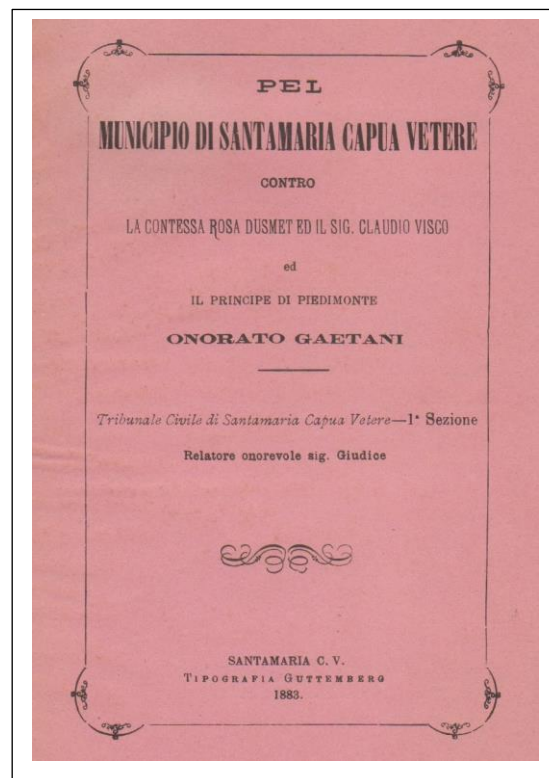 PEL
MUNICIPIO DI SANTAMARIA CAPUA VETERE
CONTRO
LA CONTESSA ROSA DUSMET ED IL SIG. CLAUDIO VISCO
ed
IL PRINCIPE DI PIEDIMONTE
ONORATO GAETANI
Tribunale Civile di Santamaria Capua Vetere—1ª Sezione
Relatore onorevole sig. Giudice
SANTAMARIA C. V.
TIPOGRAFIA GUTTEMBERG
1883.